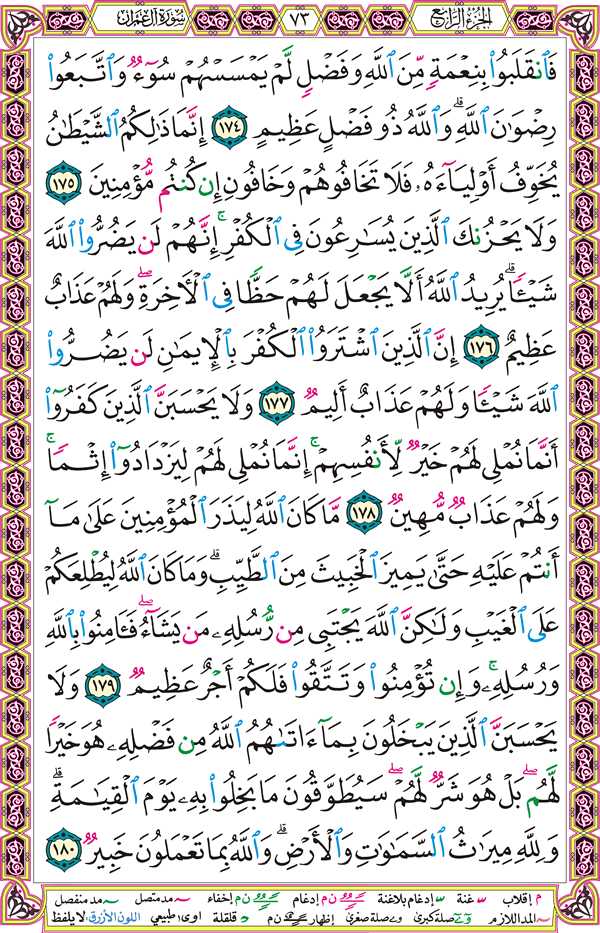 الجزء الرابع ٧٣ سورة آل عمران
فَٱنقَلَبُوا۟ بِنِعْمَةٍ مِّنَ ٱللَّهِ وَفَضْلٍ لَّمْ يَمْسَسْهُمْ سُوٓءٌ وَٱتَّبَعُوا۟
رِضْوَٰنَ ٱللَّهِ ۗ وَٱللَّهُ ذُو فَضْلٍ عَظِيمٍ ١٧٤ إِنَّمَا ذَٰلِكُمُ ٱلشَّيْطَٰنُ
يُخَوِّفُ أَوْلِيَآءَهُۥ فَلَا تَخَافُوهُمْ وَخَافُونِ إِن كُنتُم مُّؤْمِنِينَ ١٧٥
وَلَا يَحْزُنكَ ٱلَّذِينَ يُسَٰرِعُونَ فِى ٱلْكُفْرِ ۚ إِنَّهُمْ لَن يَضُرُّوا۟ ٱللَّهَ
شَيْـًٔا ۗ يُرِيدُ ٱللَّهُ أَلَّا يَجْعَلَ لَهُمْ حَظًّا فِى ٱلْـَٔاخِرَةِ ۖ وَلَهُمْ عَذَابٌ
عَظِيمٌ ١٧٦ إِنَّ ٱلَّذِينَ ٱشْتَرَوُا۟ ٱلْكُفْرَ بِٱلْإِيمَٰنِ لَن يَضُرُّوا۟
ٱللَّهَ شَيْـًٔا وَلَهُمْ عَذَابٌ أَلِيمٌ ١٧٧ وَلَا يَحْسَبَنَّ ٱلَّذِينَ كَفَرُوٓا۟
أَنَّمَا نُمْلِى لَهُمْ خَيْرٌ لِّأَنفُسِهِمْ ۚ إِنَّمَا نُمْلِى لَهُمْ لِيَزْدَادُوٓا۟ إِثْمًا ۚ
وَلَهُمْ عَذَابٌ مُّهِينٌ ١٧٨ مَّا كَانَ ٱللَّهُ لِيَذَرَ ٱلْمُؤْمِنِينَ عَلَىٰ مَآ
أَنتُمْ عَلَيْهِ حَتَّىٰ يَمِيزَ ٱلْخَبِيثَ مِنَ ٱلطَّيِّبِ ۗ وَمَا كَانَ ٱللَّهُ لِيُطْلِعَكُمْ
عَلَى ٱلْغَيْبِ وَلَٰكِنَّ ٱللَّهَ يَجْتَبِى مِن رُّسُلِهِۦ مَن يَشَآءُ ۖ فَـَٔامِنُوا۟ بِٱللَّهِ
وَرُسُلِهِۦ ۚ وَإِن تُؤْمِنُوا۟ وَتَتَّقُوا۟ فَلَكُمْ أَجْرٌ عَظِيمٌ ١٧٩ وَلَا
يَحْسَبَنَّ ٱلَّذِينَ يَبْخَلُونَ بِمَآ ءَاتَىٰهُمُ ٱللَّهُ مِن فَضْلِهِۦ هُوَ خَيْرًا
لَّهُم ۖ بَلْ هُوَ شَرٌّ لَّهُمْ ۖ سَيُطَوَّقُونَ مَا بَخِلُوا۟ بِهِۦ يَوْمَ ٱلْقِيَٰمَةِ ۗ
وَلِلَّهِ مِيرَٰثُ ٱلسَّمَٰوَٰتِ وَٱلْأَرْضِ ۗ وَٱللَّهُ بِمَا تَعْمَلُونَ خَبِيرٌ ١٨٠
م إقلاب غنة إدغام بلاغنة ن م إدغام ن م إخفاء مد متصل مد منفصل
المد اللازم صلة كبرى صلة صغرى إظهار ن م قلقلة اوى طبيعي اللون الأزرق: لا يلفظ